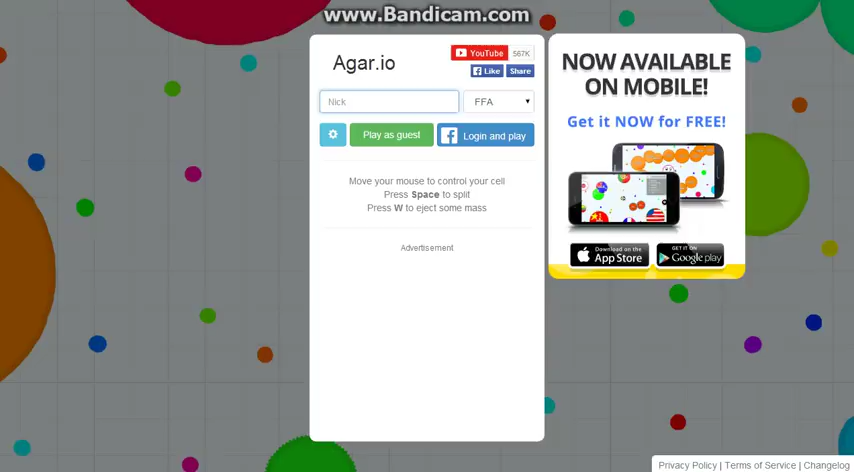 www.Bandicam.com
Agar.io
YouTube 567K
Like Share
Nick
FFA
Play as guest
Login and play
Move your mouse to control your cell
Press Space to split
Press W to eject some mass
Advertisement
NOW AVAILABLE
ON MOBILE!
Get it NOW for FREE!
Download on the
App Store
GET IT ON
Google play
Privacy Policy | Terms of Service | Changelog